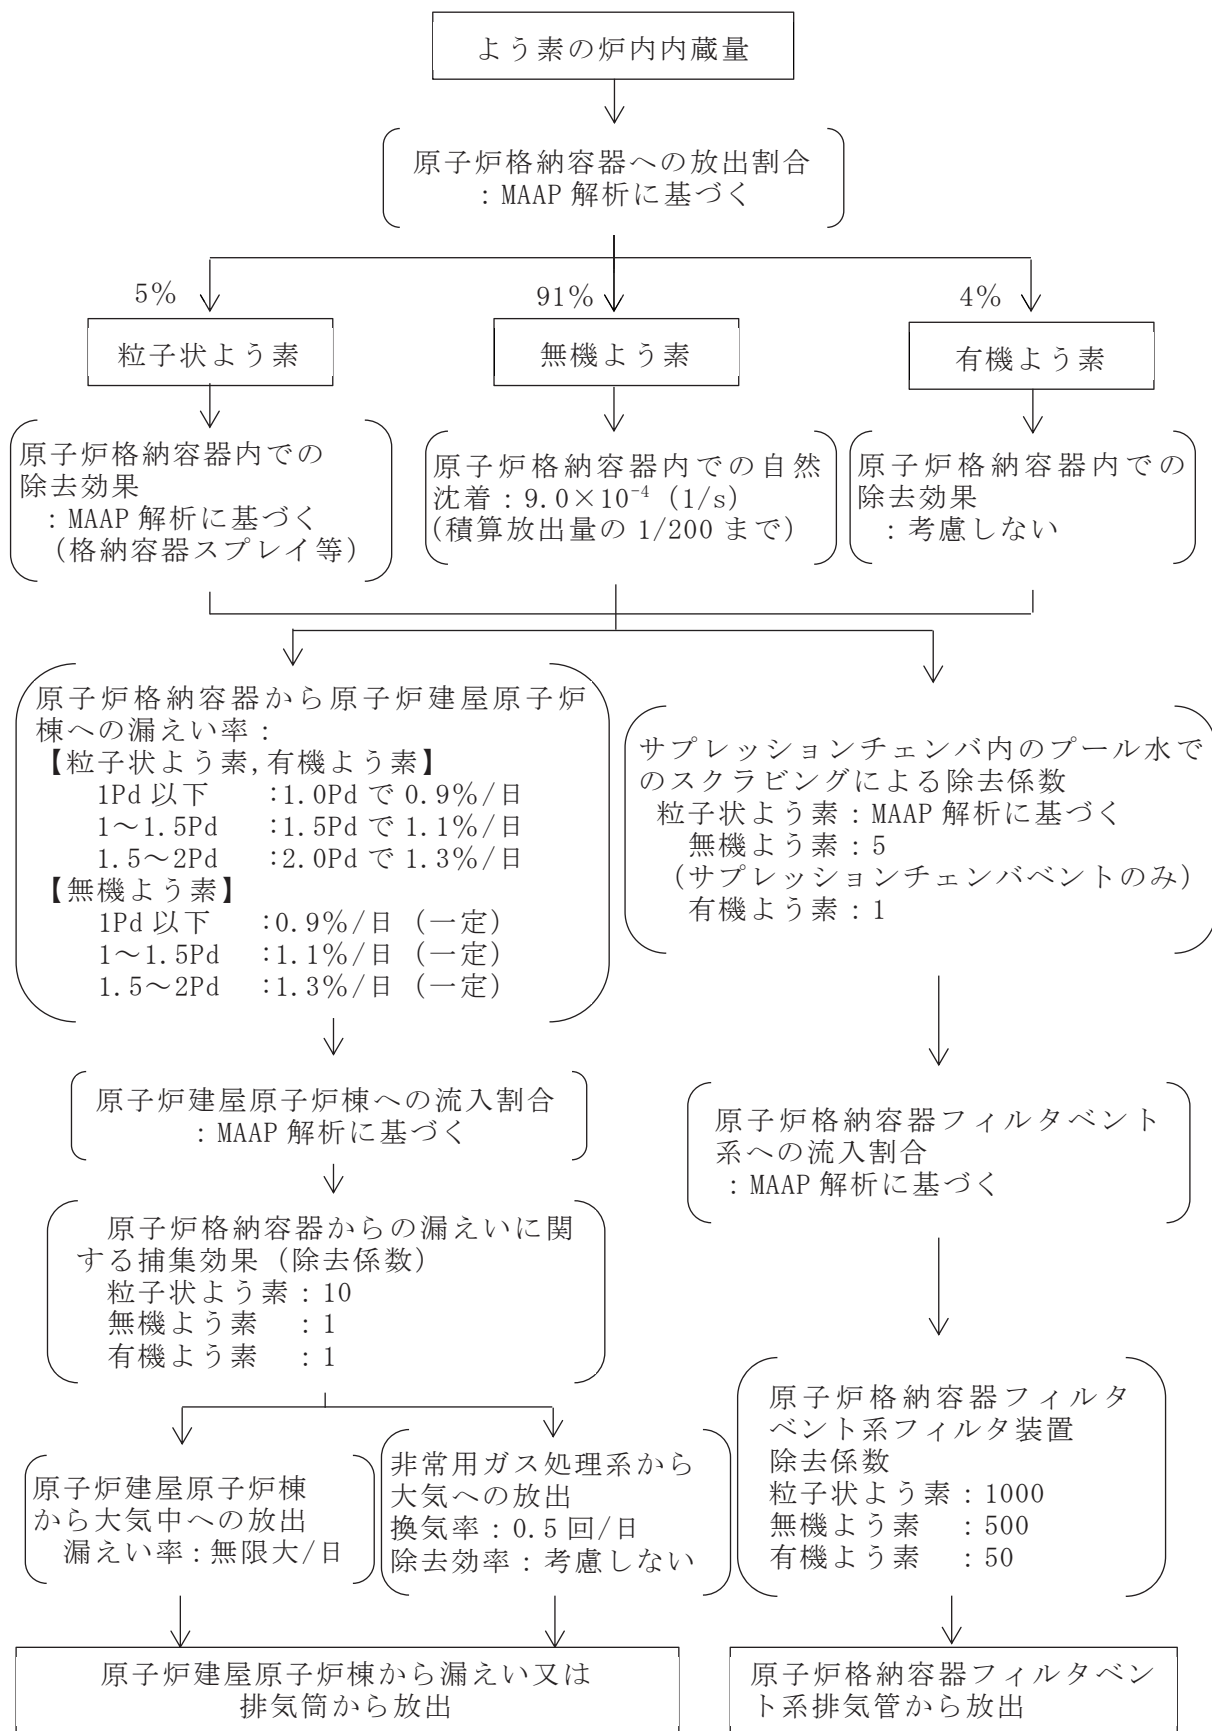 よう素の炉内内蔵量
原子炉格納容器への放出割合
：MAAP 解析に基づく
5%
91%
4%
粒子状よう素
無機よう素
有機よう素
原子炉格納容器内での
除去効果
：MAAP 解析に基づく
（格納容器スプレイ等）
原子炉格納容器内での自然
沈着：9.0×10⁻⁴（1/s）
（積算放出量の 1/200 まで）
原子炉格納容器内での
除去効果
：考慮しない
原子炉格納容器から原子炉建屋原子炉
棟への漏えい率：
【粒子状よう素,有機よう素】
1Pd 以下　：1.0Pd で 0.9%/日
1～1.5Pd　：1.5Pd で 1.1%/日
1.5～2Pd　：2.0Pd で 1.3%/日
【無機よう素】
1Pd 以下　：0.9%/日（一定）
1～1.5Pd　：1.1%/日（一定）
1.5～2Pd　：1.3%/日（一定）
サプレッションチェンバ内のプール水で
のスクラビングによる除去係数
粒子状よう素：MAAP 解析に基づく
無機よう素：5
（サプレッションチェンババベントのみ）
有機よう素：1
原子炉建屋原子炉棟への流入割合
：MAAP 解析に基づく
原子炉格納容器フィルタベント
系への流入割合
：MAAP 解析に基づく
原子炉格納容器からの漏えいに関
する捕集効果（除去係数）
粒子状よう素：10
無機よう素　：1
有機よう素　：1
原子炉建屋原子炉棟
から大気中への放出
漏えい率：無限大/日
非常用ガス処理系から
大気への放出
換気率：0.5 回/日
除去効率：考慮しない
原子炉格納容器フィルタ
ベント系フィルタ装置
除去係数
粒子状よう素：1000
無機よう素　：500
有機よう素　：50
原子炉建屋原子炉棟から漏えい又は
排気筒から放出
原子炉格納容器フィルタベン
ト系排気管から放出